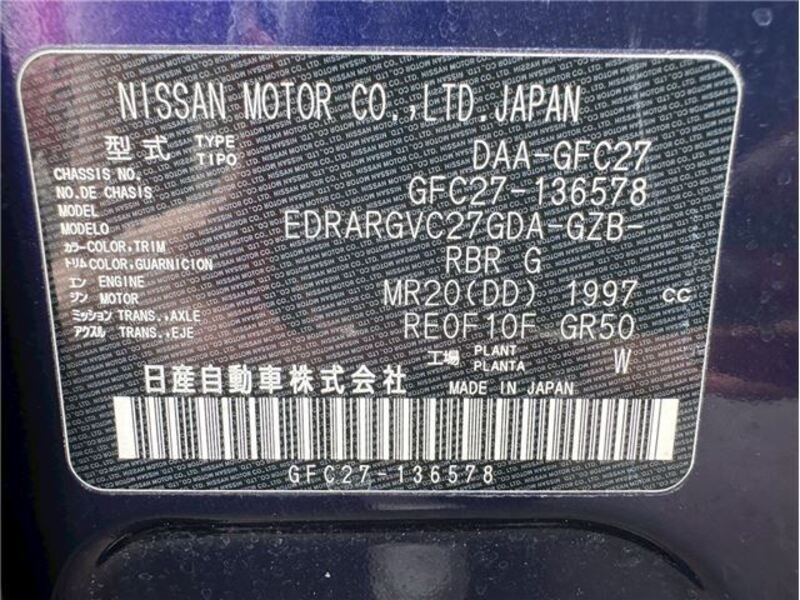 NISSAN MOTOR CO.,LTD.JAPAN
型式 TYPE TIPO DAA-GFC27
CHASSIS NO.
NO.DE CHASIS GFC27-136578
MODEL
MODELO EDRARGVC27GDA-GZB-
カラー COLOR,TRIM
トリム COLOR,GUARNICION RBR G
エン ENGINE
ジン MOTOR MR20(DD) 1997 CC
ミッション TRANS.,AXLE
アクスル TRANS.,EJE RE0F10F GR50
工場 PLANT PLANTA W
日産自動車株式会社 MADE IN JAPAN
GFC27-136578